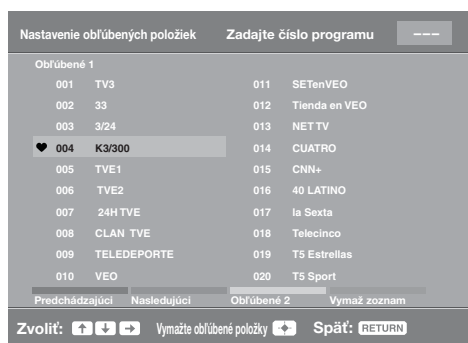 Nastavenie obľúbených položiek Zadajte číslo programu ---
Obľúbené 1
001 TV3
002 33
003 3/24
004 K3/300
005 TVE1
006 TVE2
007 24H TVE
008 CLAN TVE
009 TELEDEPORTE
010 VEO
011 SETenVEO
012 Tienda en VEO
013 NET TV
014 CUATRO
015 CNN+
016 40 LATINO
017 la Sexta
018 Telecinco
019 T5 Estrellas
020 T5 Sport
Predchádzajúci Nasledujúci Obľúbené 2 Vymaž zoznam
Zvoliť: Vymažte obľúbené položky Späť: RETURN